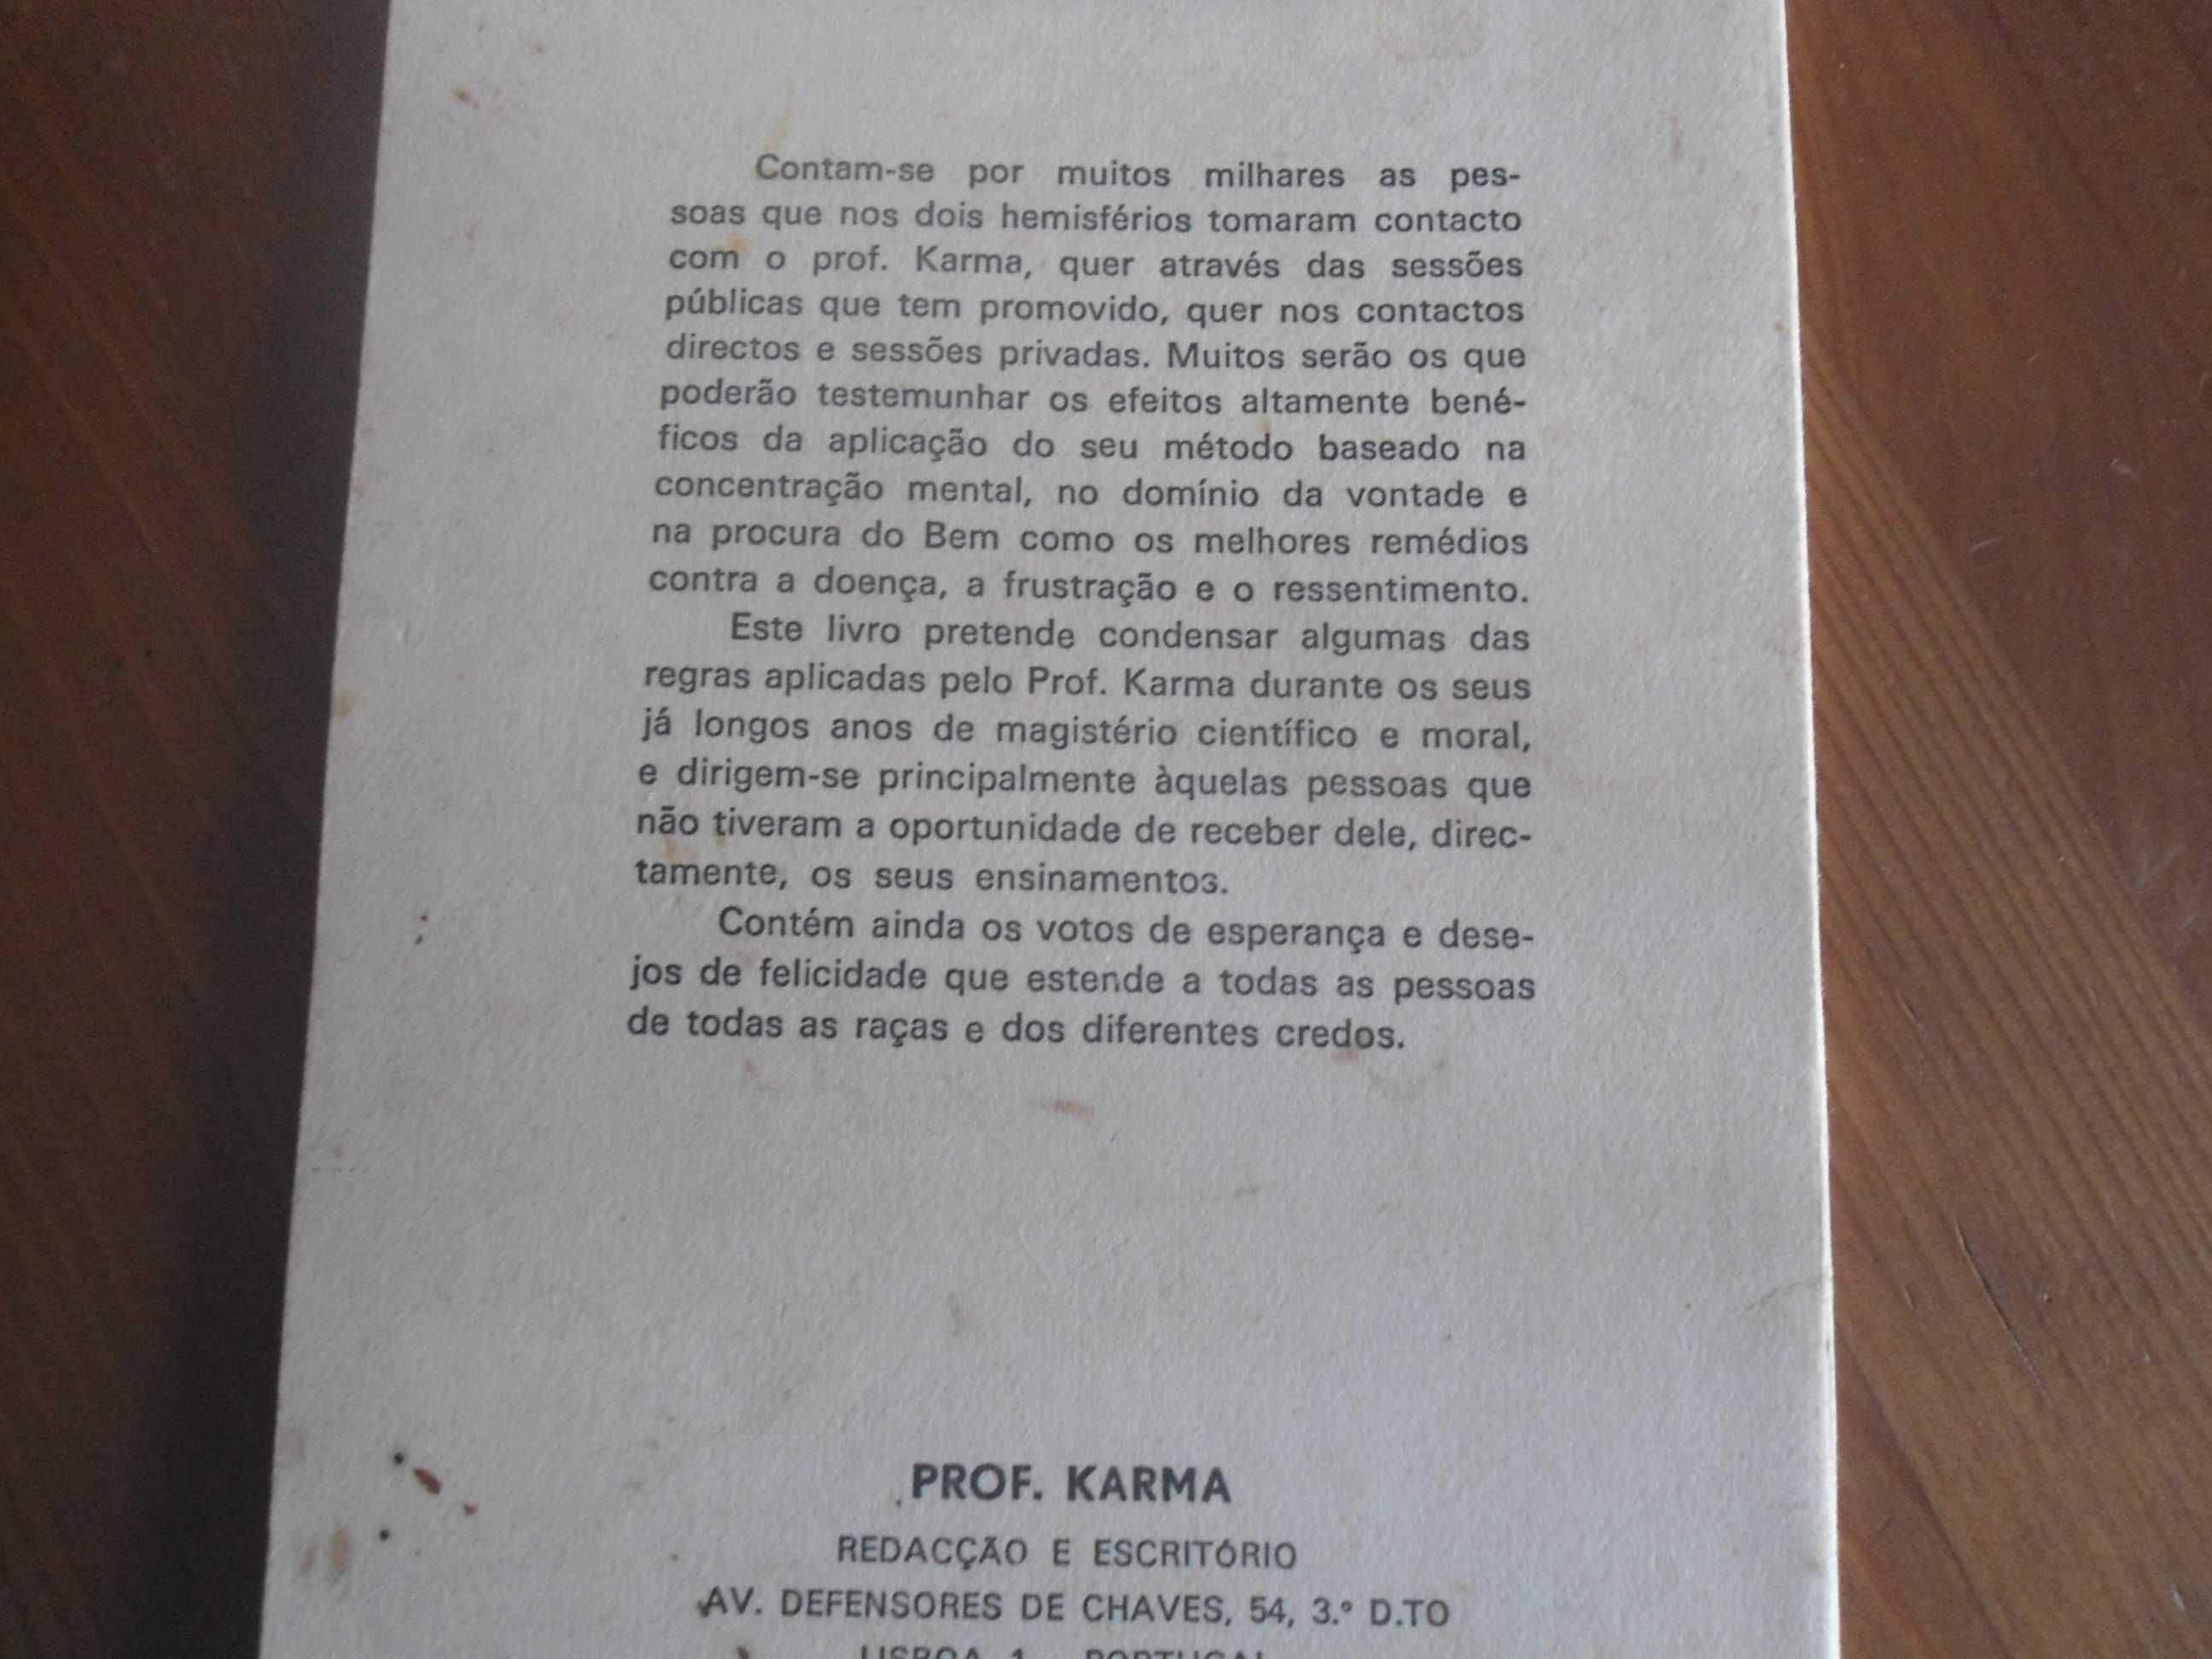 Contam-se por muitos milhares as pes-
soas que nos dois hemisférios tomaram contacto
com o prof. Karma, quer através das sessões
públicas que tem promovido, quer nos contactos
directos e sessões privadas. Muitos serão os que
poderão testemunhar os efeitos altamente bené-
ficos da aplicação do seu método baseado na
concentração mental, no domínio da vontade e
na procura do Bem como os melhores remédios
contra a doença, a frustração e o ressentimento.
Este livro pretende condensar algumas das
regras aplicadas pelo Prof. Karma durante os seus
já longos anos de magistério científico e moral,
e dirigem-se principalmente àquelas pessoas que
não tiveram a oportunidade de receber dele, direc-
tamente, os seus ensinamentos.
Contém ainda os votos de esperança e dese-
jos de felicidade que estende a todas as pessoas
de todas as raças e dos diferentes credos.
PROF. KARMA
REDACÇÃO E ESCRITÓRIO
AV. DEFENSORES DE CHAVES, 54, 3.º D.TO
LISBOA 1 PORTUGAL